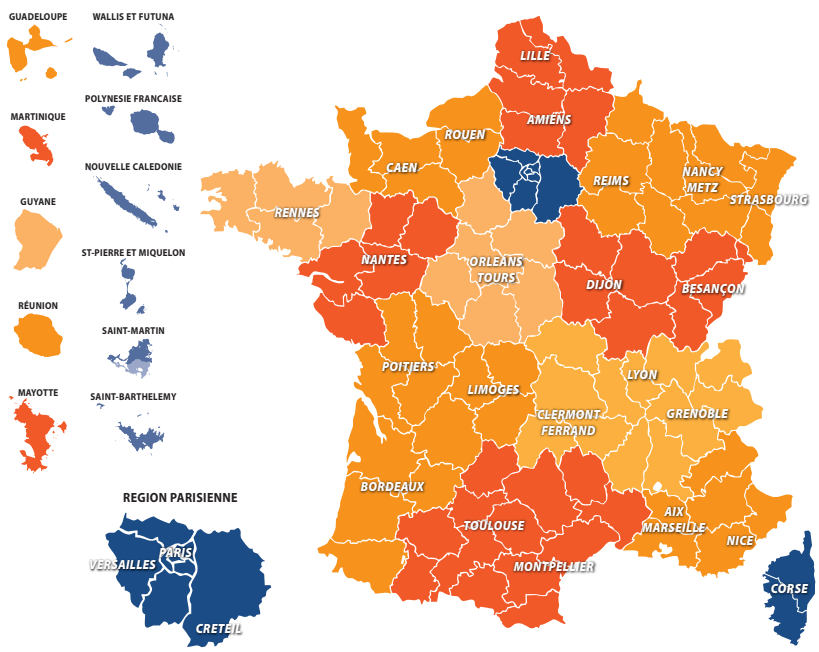 GUADELOUPE
WALLIS ET FUTUNA
MARTINIQUE
POLYNESIE FRANCAISE
NOUVELLE CALEDONIE
GUYANE
ST-PIERRE ET MIQUELON
RÉUNION
SAINT-MARTIN
MAYOTTE
SAINT-BARTHELEMY
REGION PARISIENNE
VERSAILLES
PARIS
CRETEIL
LILLE
AMIENS
ROUEN
CAEN
REIMS
NANCY
METZ
STRASBOURG
RENNES
NANTES
ORLEANS
TOURS
DIJON
BESANÇON
POITIERS
LIMOGES
LYON
CLERMONT
FERRAND
GRENOBLE
BORDEAUX
TOULOUSE
AIX
MARSEILLE
NICE
MONTPELLIER
CORSE